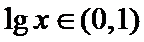 lg x ∈ (0,1)